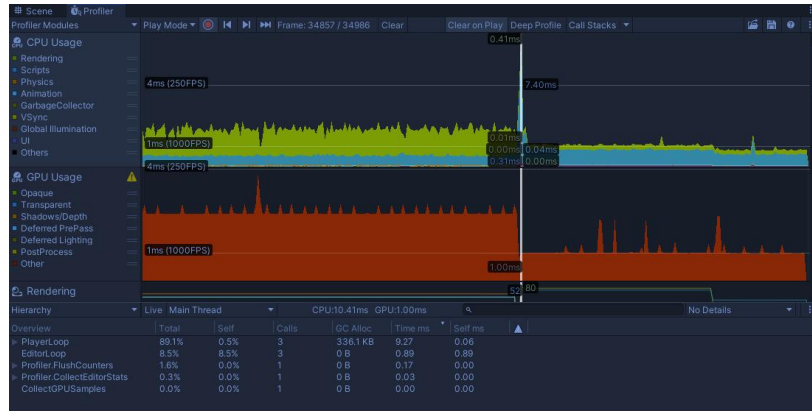 Scene Profiler
Profiler Modules Play Mode Frame: 34857 / 34986 Clear Clear on Play Deep Profile Call Stacks
CPU Usage
Rendering
Scripts
Physics
Animation
GarbageCollector
VSync
Global Illumination
UI
Others
0.41ms
4ms (250FPS)
7.40ms
0.01ms
1ms (1000FPS)
0.00ms 0.04ms
0.31ms 0.00ms
4ms (250FPS)
GPU Usage
Opaque
Transparent
Shadows/Depth
Deferred PrePass
Deferred Lighting
PostProcess
Other
1ms (1000FPS)
1.00ms
Rendering
52 80
Hierarchy Live Main Thread CPU:10.41ms GPU:1.00ms No Details
Overview Total Self Calls GC Alloc Time ms Self ms
PlayerLoop 89.1% 0.5% 3 336.1 KB 9.27 0.06
EditorLoop 8.5% 8.5% 3 0 B 0.89 0.89
Profiler.FlushCounters 1.6% 0.0% 1 0 B 0.17 0.00
Profiler.CollectEditorStats 0.3% 0.0% 1 0 B 0.03 0.00
CollectGPUSamples 0.0% 0.0% 1 0 B 0.00 0.00